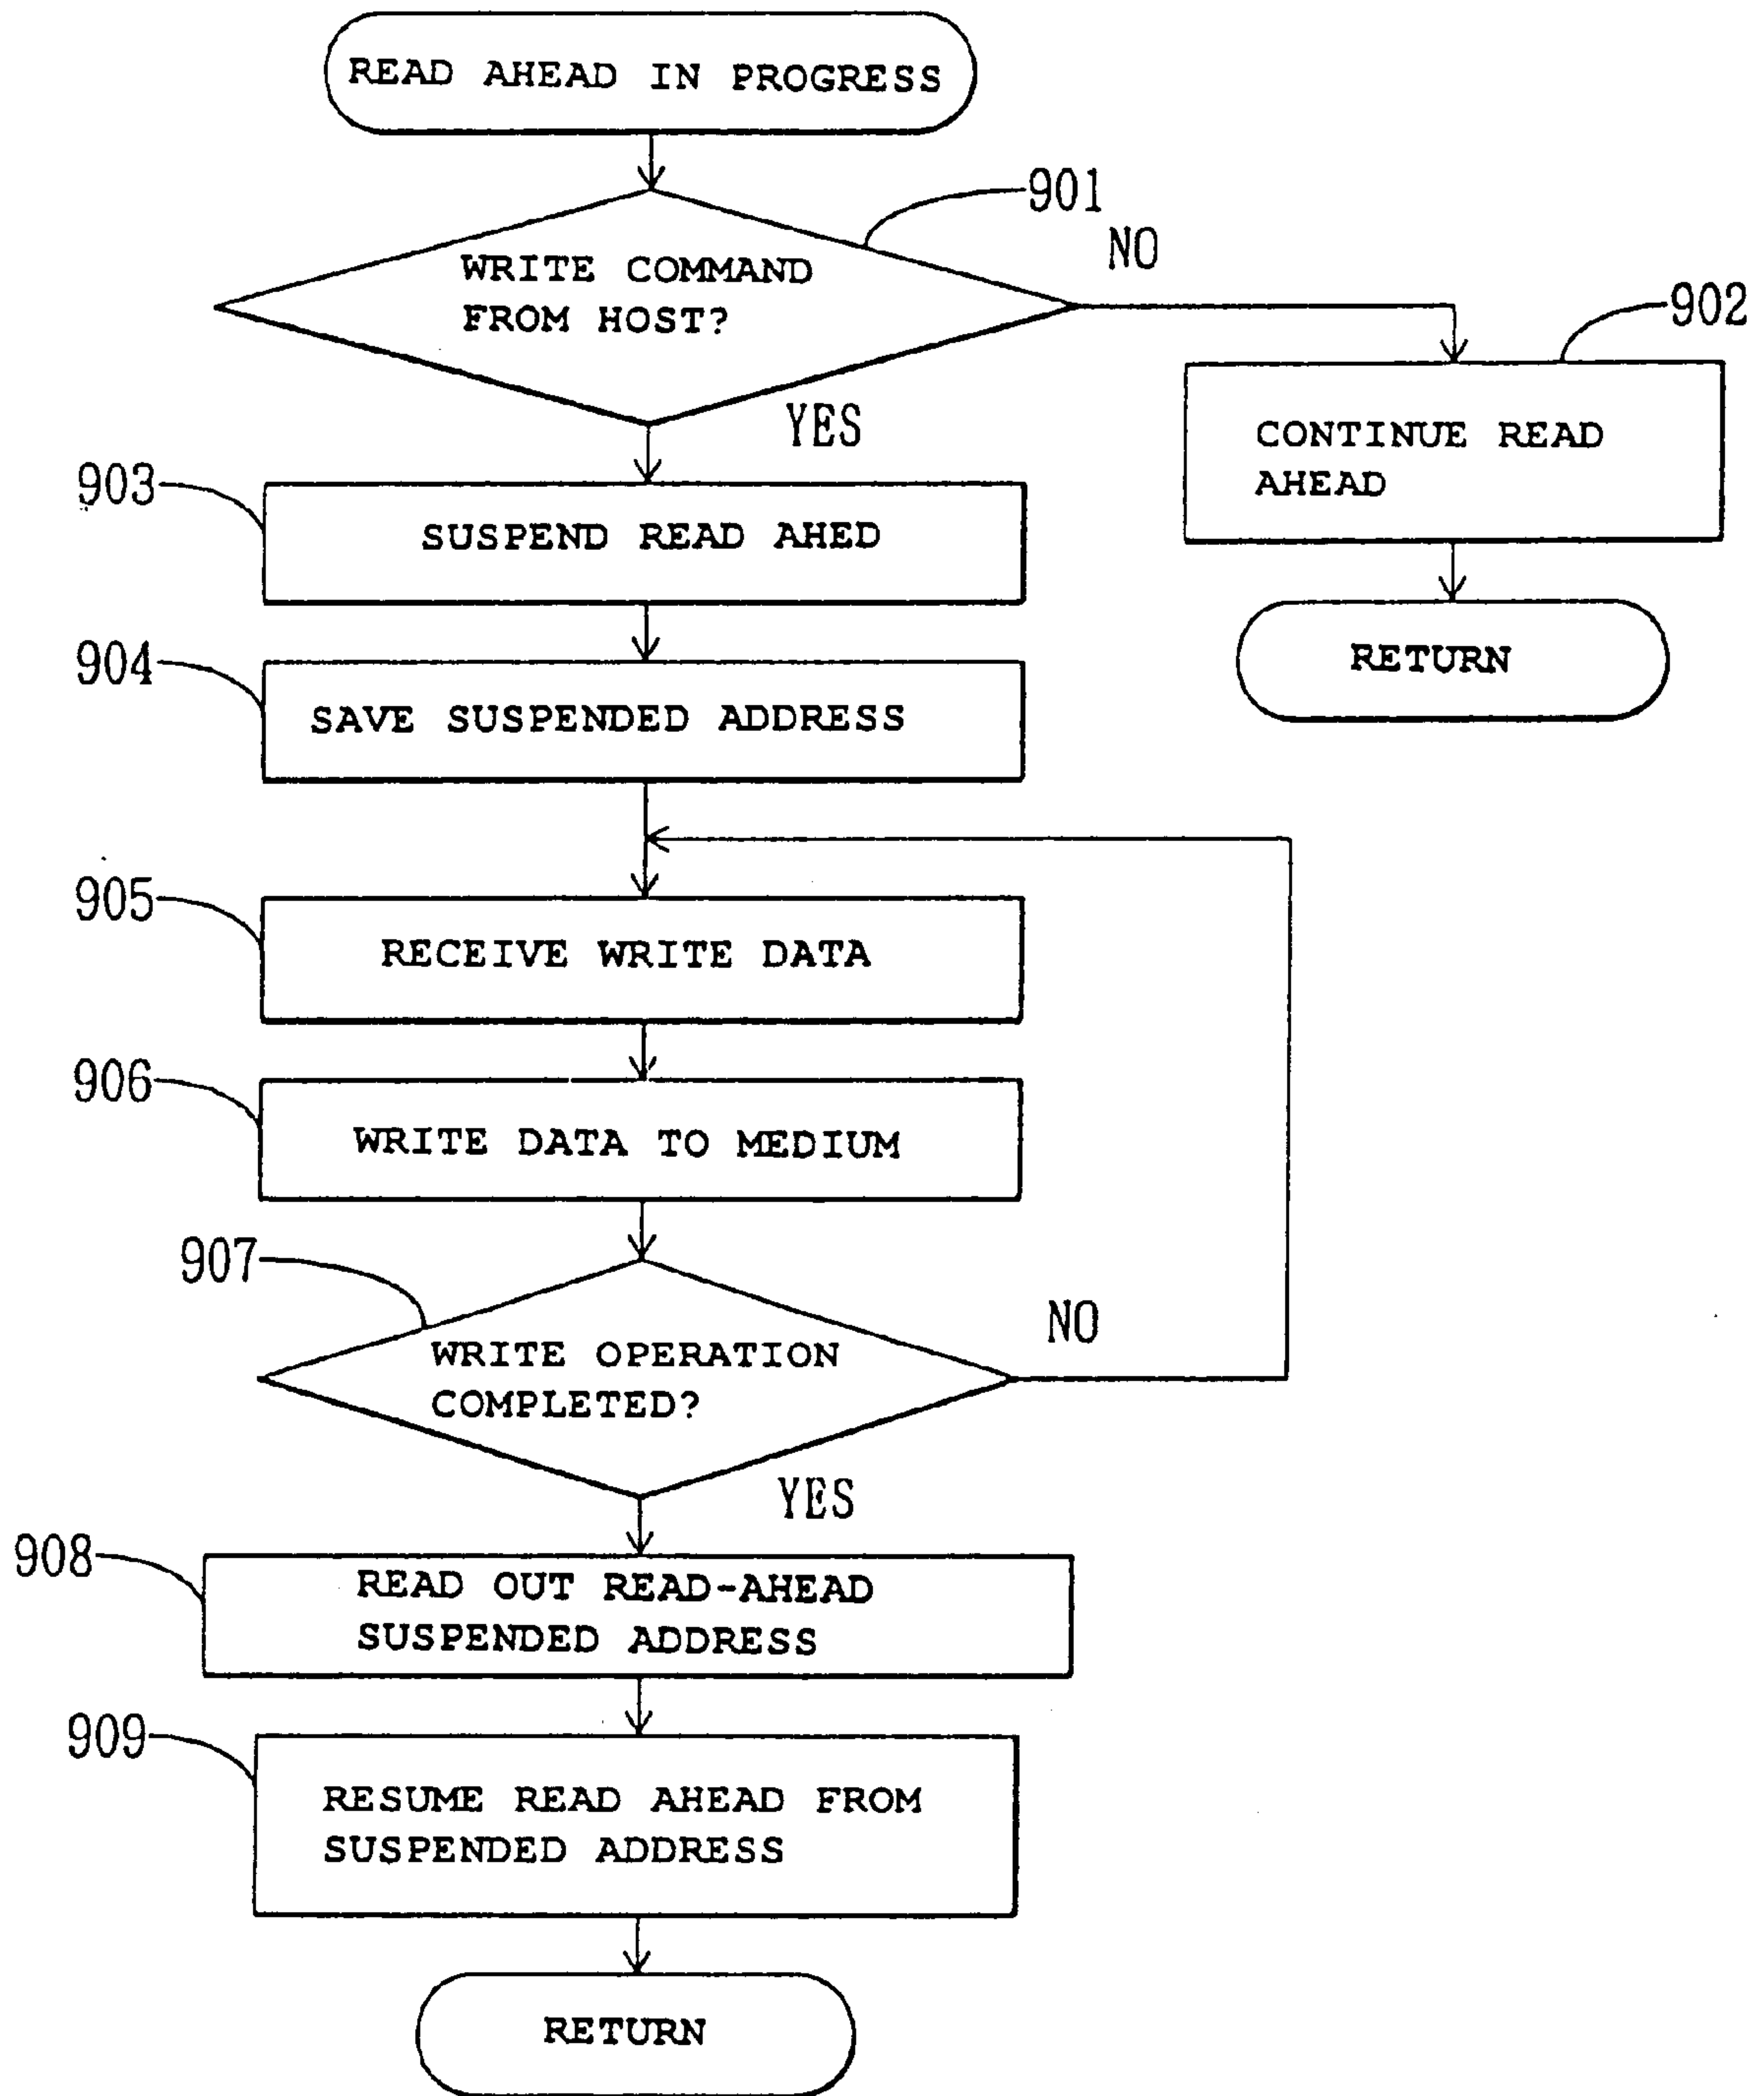 READ AHEAD IN PROGRESS
901
WRITE COMMAND
FROM HOST?
NO
902
CONTINUE READ
AHEAD
YES
903
SUSPEND READ AHED
RETURN
904
SAVE SUSPENDED ADDRESS
905
RECEIVE WRITE DATA
906
WRITE DATA TO MEDIUM
907
WRITE OPERATION
COMPLETED?
NO
YES
908
READ OUT READ-AHEAD
SUSPENDED ADDRESS
909
RESUME READ AHEAD FROM
SUSPENDED ADDRESS
RETURN